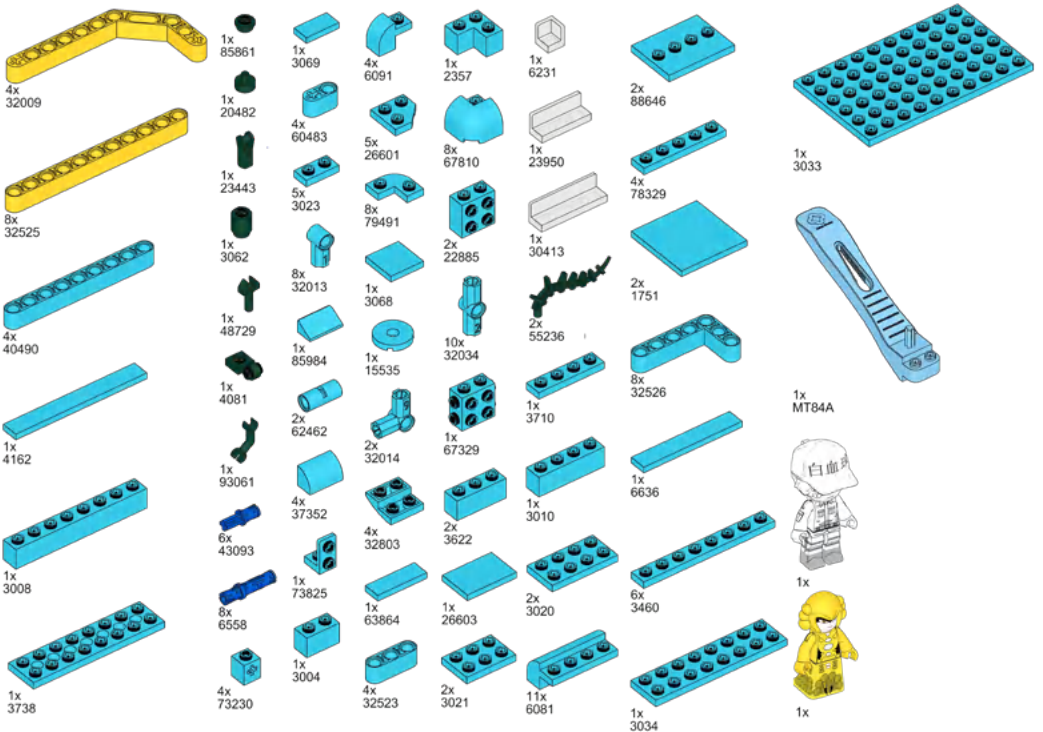 4x
32009
8x
32525
4x
40490
1x
4162
1x
3008
1x
3738
1x
85861
1x
20482
1x
23443
1x
3062
1x
48729
1x
4081
1x
93061
6x
43093
8x
6558
4x
73230
1x
3069
4x
60483
5x
3023
8x
32013
1x
85984
2x
62462
4x
37352
1x
73825
1x
3004
4x
6091
5x
26601
8x
79491
1x
3068
1x
15535
2x
32014
4x
32803
1x
63864
4x
32523
1x
2357
8x
67810
2x
22885
10x
32034
1x
67329
2x
3622
1x
26603
2x
3021
1x
6231
1x
23950
1x
30413
2x
55236
1x
3710
1x
3010
2x
3020
11x
6081
2x
88646
4x
78329
2x
1751
8x
32526
1x
6636
6x
3460
1x
3034
1x
3033
1x
MT84A
白血
1x
1x